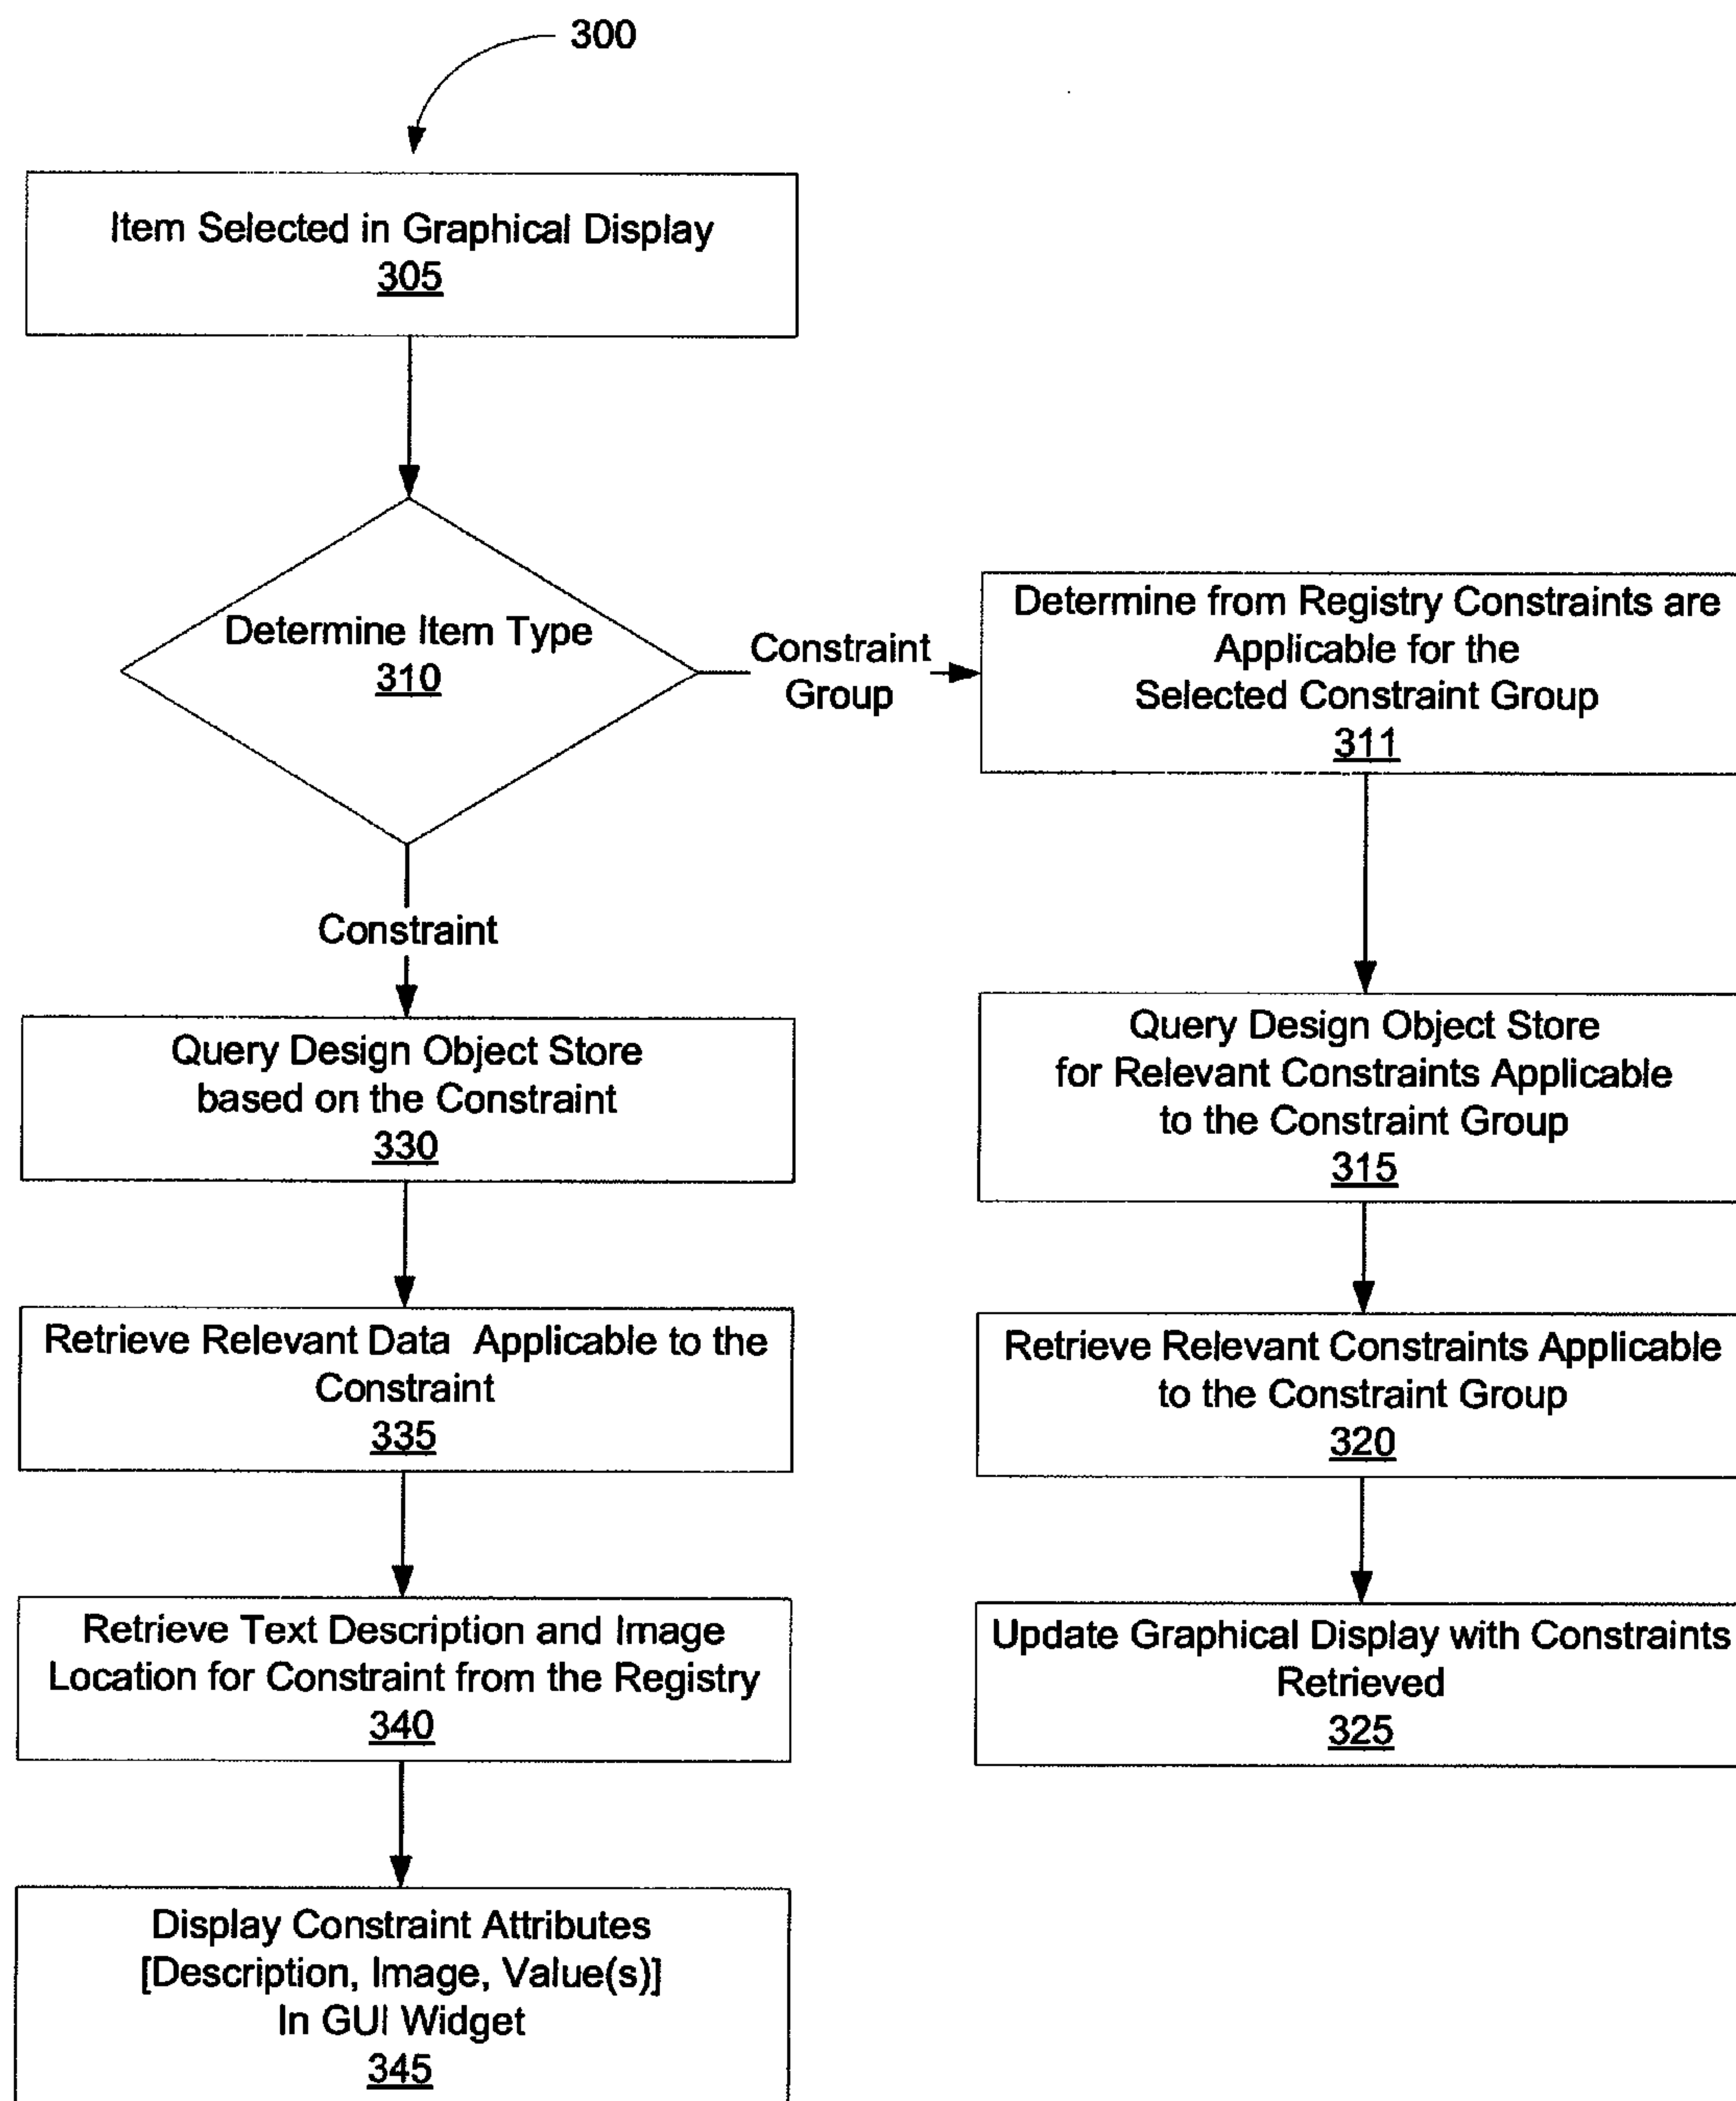 300
Item Selected in Graphical Display
305
Determine Item Type
310
Constraint
Group
Determine from Registry Constraints are
Applicable for the
Selected Constraint Group
311
Constraint
Query Design Object Store
based on the Constraint
330
Query Design Object Store
for Relevant Constraints Applicable
to the Constraint Group
315
Retrieve Relevant Data Applicable to the
Constraint
335
Retrieve Relevant Constraints Applicable
to the Constraint Group
320
Retrieve Text Description and Image
Location for Constraint from the Registry
340
Update Graphical Display with Constraints
Retrieved
325
Display Constraint Attributes
[Description, Image, Value(s)]
In GUI Widget
345